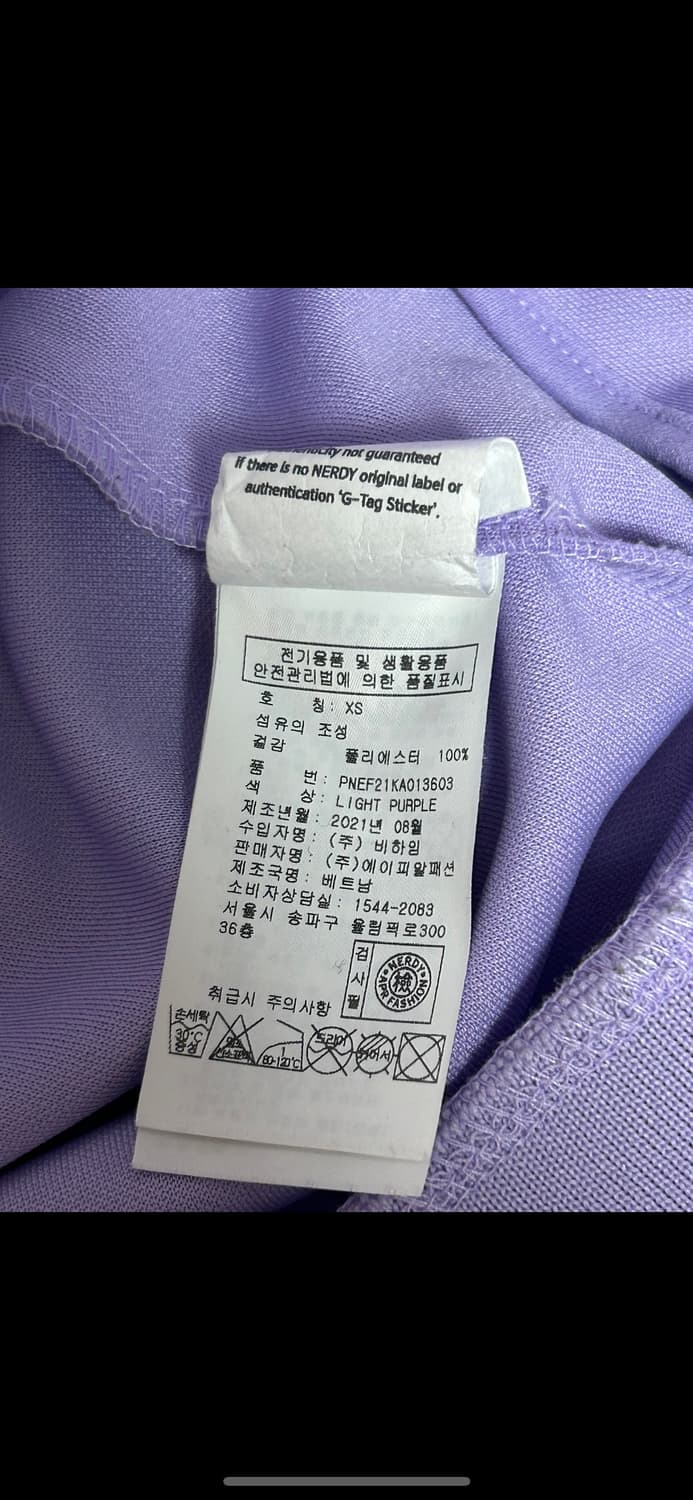 not guaranteed
If there is no NERDY original label or
authentication 'G-Tag Sticker'.
전기용품 및 생활용품
안전관리법에 의한 품질표시
호 칭: XS
섬유의 조성
겉감 폴리에스터 100%
품 번: PNEF21KA013603
색 상: LIGHT PURPLE
제조년월: 2021년 08월
수입자명: (주) 비하임
판매자명: (주)에이피알패션
제조국명: 베트남
소비자상담실: 1544-2083
서울시 송파구 올림픽로300
36층
검사필
NERDY
APR FASHION
檢
취급시 주의사항
손세탁
30°C
중성
80-120°C
드라이